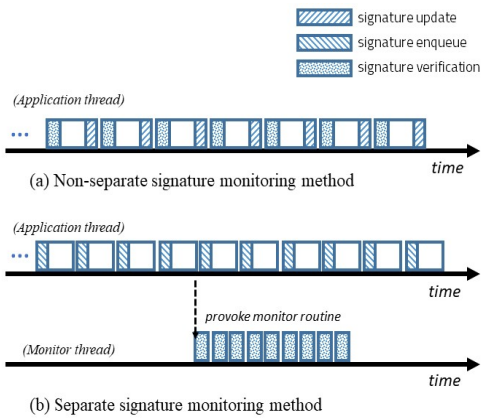 signature update
signature enqueue
signature verification
(Application thread)
...
time
(a) Non-separate signature monitoring method
(Application thread)
...
time
provoke monitor routine
(Monitor thread)
time
(b) Separate signature monitoring method